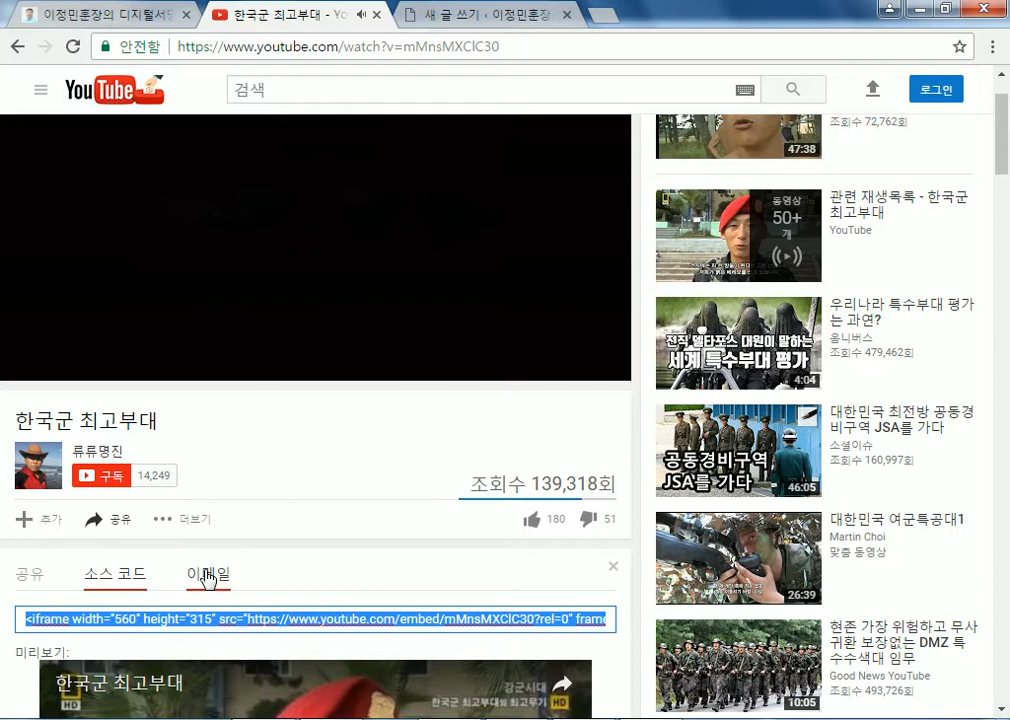 이정민훈장의 디지털서당
한국군 최고부대 - Yo
새 글 쓰기 ‹ 이정민훈장
안전함
https://www.youtube.com/watch?v=mMnsMXClC30
YouTube
검색
로그인
조회수 72,762회
47:38
동영상
50+
개
관련 재생목록 - 한국군
최고부대
YouTube
전직 델타포스 대원이 말하는
세계 특수부대 평가
4:04
우리나라 특수부대 평가
는 과연?
옴니버스
조회수 479,462회
공동경비구역
JSA를 가다
46:05
대한민국 최전방 공동경
비구역 JSA를 가다
소셜이슈
조회수 160,997회
26:39
대한민국 여군특공대1
Martin Choi
맞춤 동영상
10:05
현존 가장 위험하고 무사
귀환 보장없는 DMZ 특
수수색대 임무
Good News YouTube
조회수 493,726회
한국군 최고부대
류류명진
구독 14,249
조회수 139,318회
추가 공유 더보기
180 51
공유 소스 코드 이메일
<iframe width="560" height="315" src="https://www.youtube.com/embed/mMnsMXClC30?rel=0" frame
미리보기:
한국군 최고부대
강군시대
한국군 최고부대와 최고무기
HD
HD